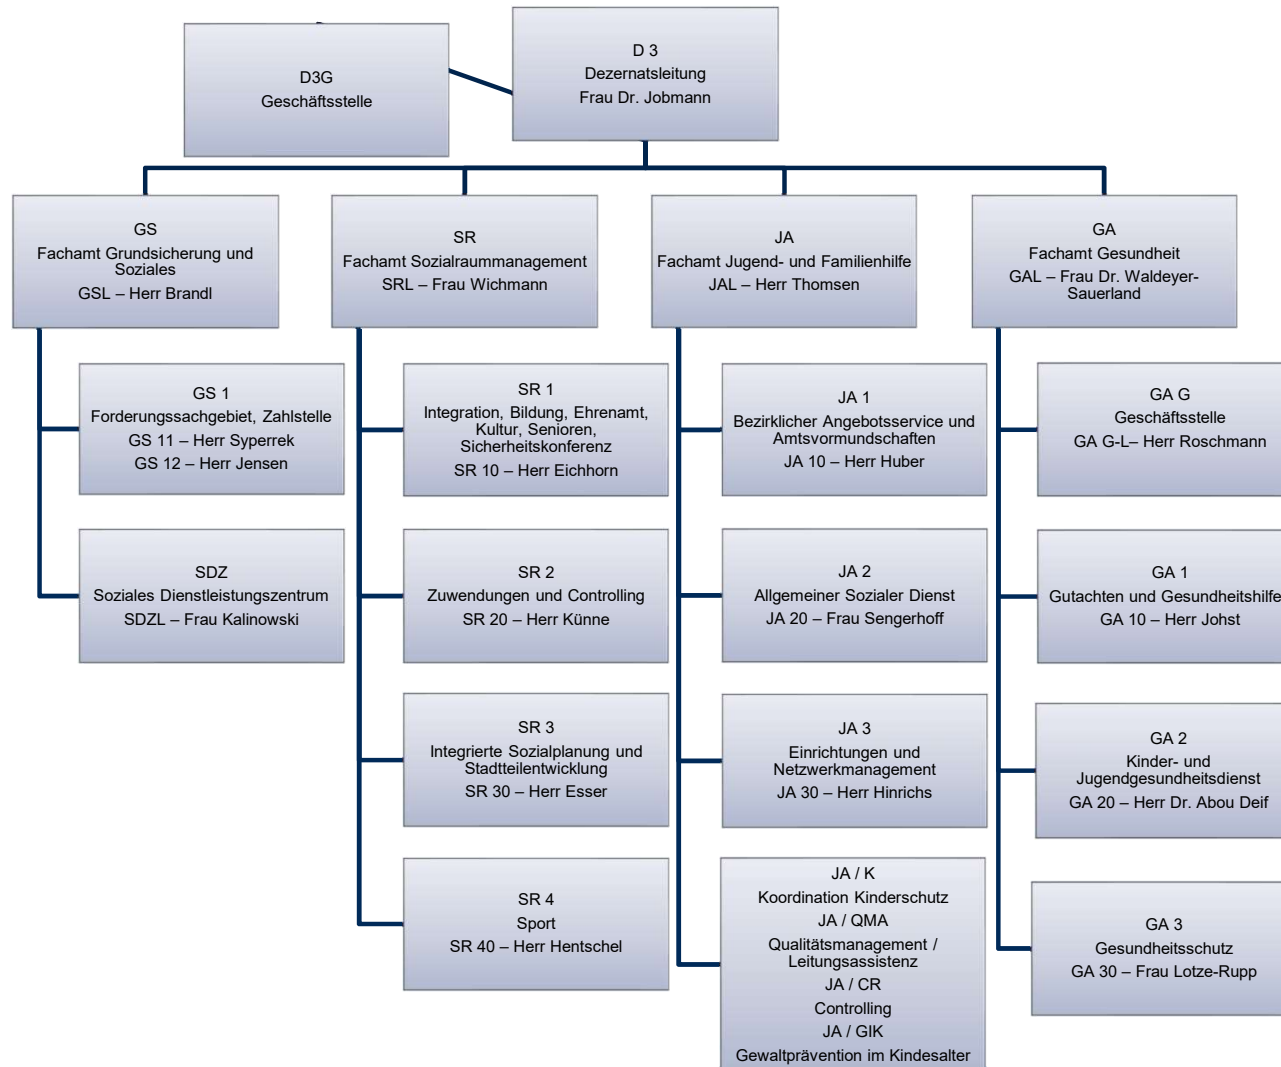 D3G
Geschäftsstelle
D 3
Dezernatsleitung
Frau Dr. Jobmann
GS
Fachamt Grundsicherung und
Soziales
GSL – Herr Brandl
SR
Fachamt Sozialraummanagement
SRL – Frau Wichmann
JA
Fachamt Jugend- und Familienhilfe
JAL – Herr Thomsen
GA
Fachamt Gesundheit
GAL – Frau Dr. Waldeyer-
Sauerland
GS 1
Forderungssachgebiet, Zahlstelle
GS 11 – Herr Syperrek
GS 12 – Herr Jensen
SDZ
Soziales Dienstleistungszentrum
SDZL – Frau Kalinowski
SR 1
Integration, Bildung, Ehrenamt,
Kultur, Senioren,
Sicherheitskonferenz
SR 10 – Herr Eichhorn
SR 2
Zuwendungen und Controlling
SR 20 – Herr Künne
SR 3
Integrierte Sozialplanung und
Stadtteilentwicklung
SR 30 – Herr Esser
SR 4
Sport
SR 40 – Herr Hentschel
JA 1
Bezirklicher Angebotsservice und
Amtsvormundschaften
JA 10 – Herr Huber
JA 2
Allgemeiner Sozialer Dienst
JA 20 – Frau Sengerhoff
JA 3
Einrichtungen und
Netzwerkmanagement
JA 30 – Herr Hinrichs
JA / K
Koordination Kinderschutz
JA / QMA
Qualitätsmanagement /
Leitungsassistenz
JA / CR
Controlling
JA / GIK
Gewaltprävention im Kindesalter
GA G
Geschäftsstelle
GA G-L– Herr Roschmann
GA 1
Gutachten und Gesundheitshilfe
GA 10 – Herr Johst
GA 2
Kinder- und
Jugendgesundheitsdienst
GA 20 – Herr Dr. Abou Deif
GA 3
Gesundheitsschutz
GA 30 – Frau Lotze-Rupp